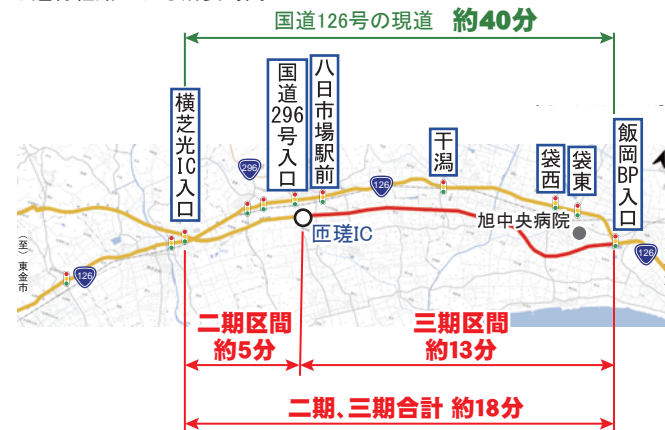 国道126号の現道 約40分
横芝光IC入口
国道296号入口
八日市場駅前
干潟
袋西
袋東
飯岡BP入口
296
126
旭中央病院
匝瑳IC
(至)東金市
126
126
二期区間
約5分
三期区間
約13分
二期、三期合計 約18分